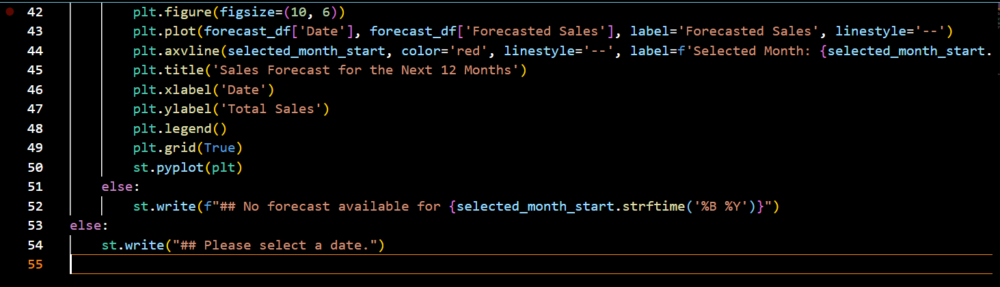 42 plt.figure(figsize=(10, 6))
43 plt.plot(forecast_df['Date'], forecast_df['Forecasted Sales'], label='Forecasted Sales', linestyle='--')
44 plt.axvline(selected_month_start, color='red', linestyle='--', label=f'Selected Month: {selected_month_start.
45 plt.title('Sales Forecast for the Next 12 Months')
46 plt.xlabel('Date')
47 plt.ylabel('Total Sales')
48 plt.legend()
49 plt.grid(True)
50 st.pyplot(plt)
51 else:
52 st.write(f"## No forecast available for {selected_month_start.strftime('%B %Y')}")
53 else:
54 st.write("## Please select a date.")
55